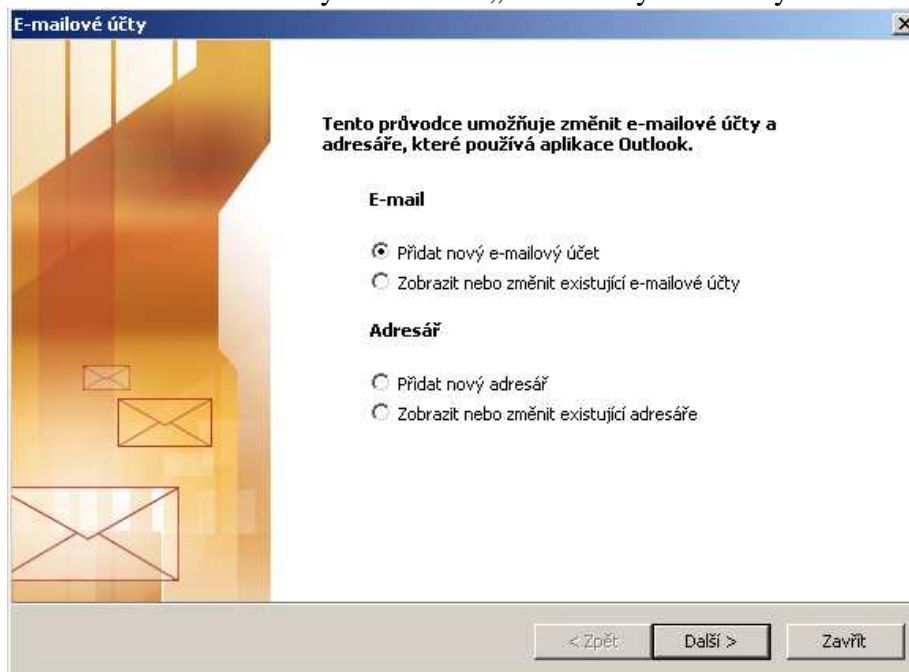 E-mailové účty
Tento průvodce umožňuje změnit e-mailové účty a
adresáře, které používá aplikace Outlook.
E-mail
Přidat nový e-mailový účet
Zobrazit nebo změnit existující e-mailové účty
Adresář
Přidat nový adresář
Zobrazit nebo změnit existující adresáře
< Zpět
Další >
Zavřít